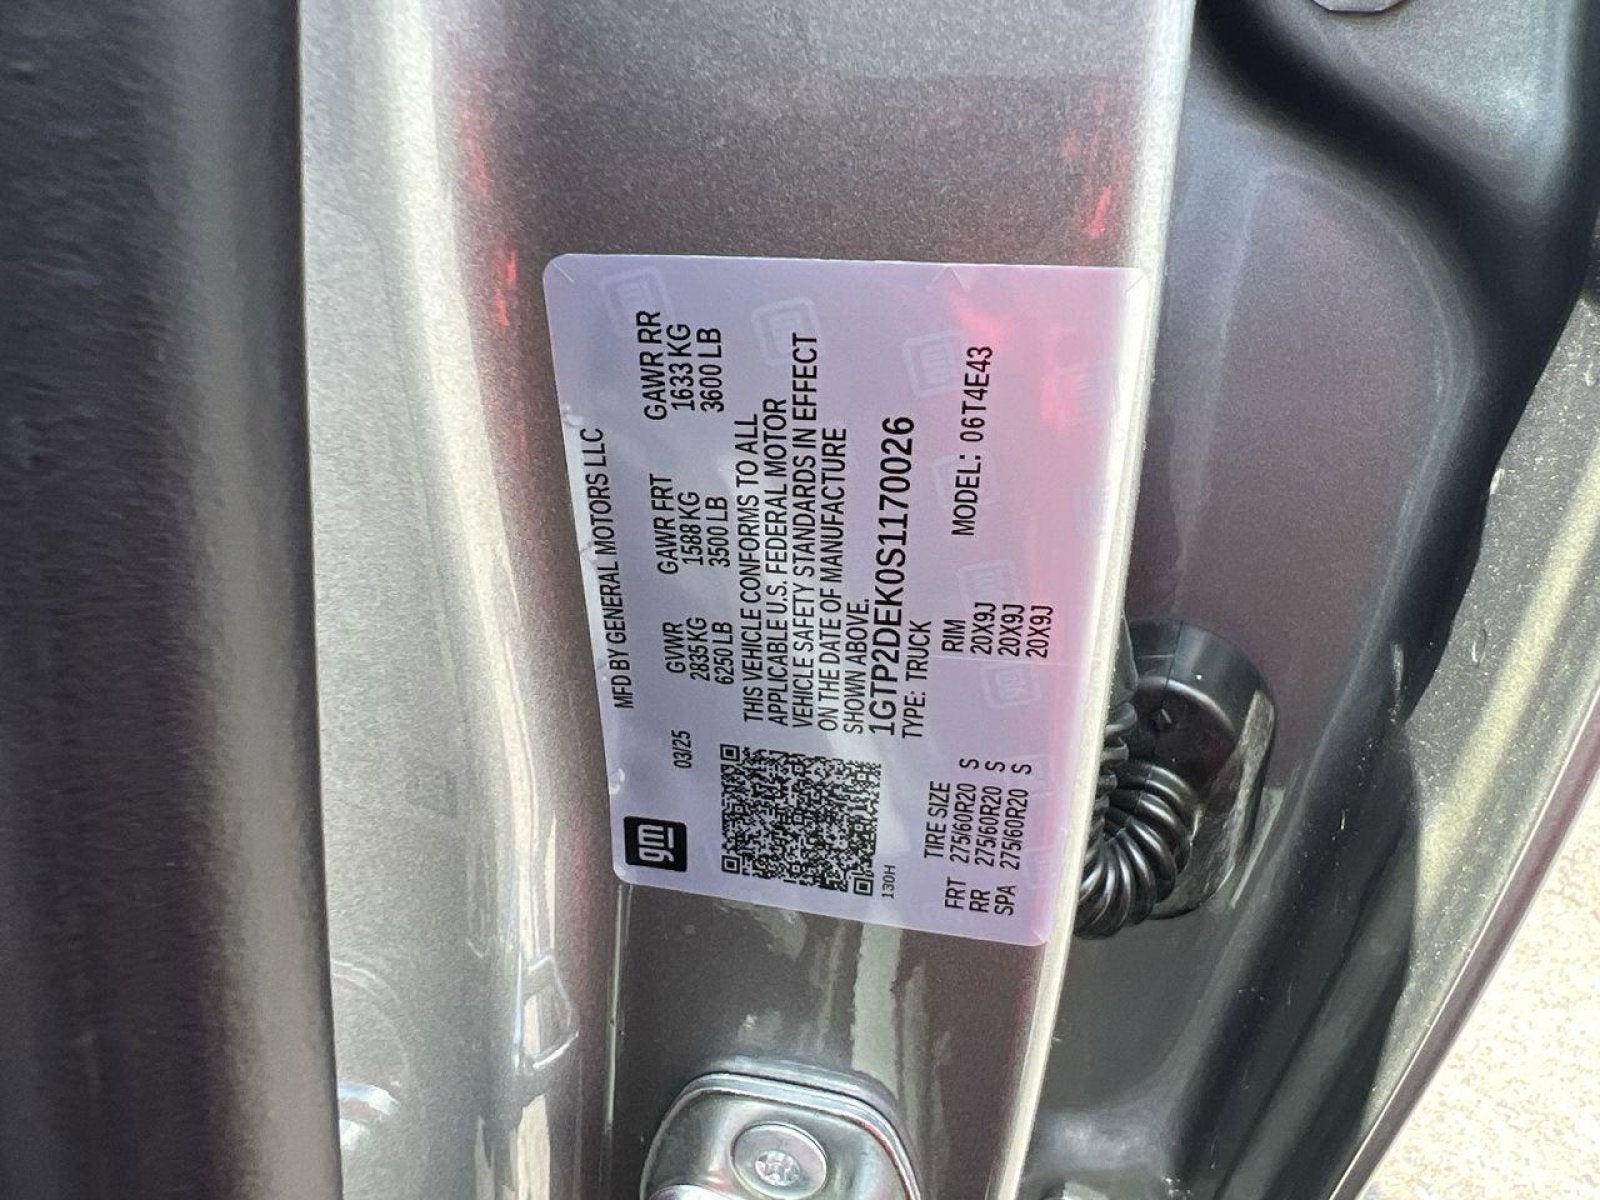 MFD BY GENERAL MOTORS LLC
gm
03/25
GVWR GAWR FRT GAWR RR
2835 KG 1588 KG 1633 KG
6250 LB 3500 LB 3600 LB
THIS VEHICLE CONFORMS TO ALL
APPLICABLE U.S. FEDERAL MOTOR
VEHICLE SAFETY STANDARDS IN EFFECT
ON THE DATE OF MANUFACTURE
SHOWN ABOVE.
1GTP2DEK0S1170026
130H
TYPE: TRUCK
MODEL: 06T4E43
TIRE SIZE RIM
FRT 275/60R20 S 20X9J
RR 275/60R20 S 20X9J
SPA 275/60R20 S 20X9J